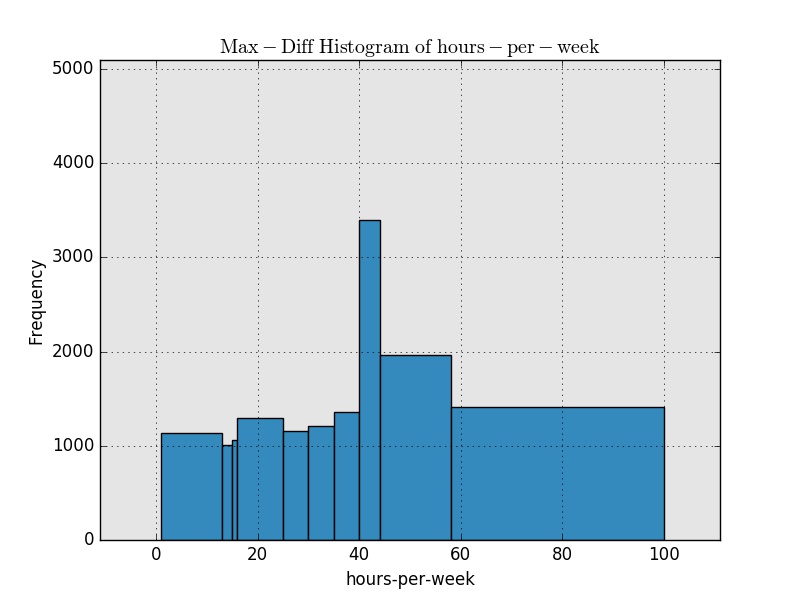 Max − Diff Histogram of hours − per − week
5000
4000
3000
2000
1000
0
Frequency
0 20 40 60 80 100
hours-per-week